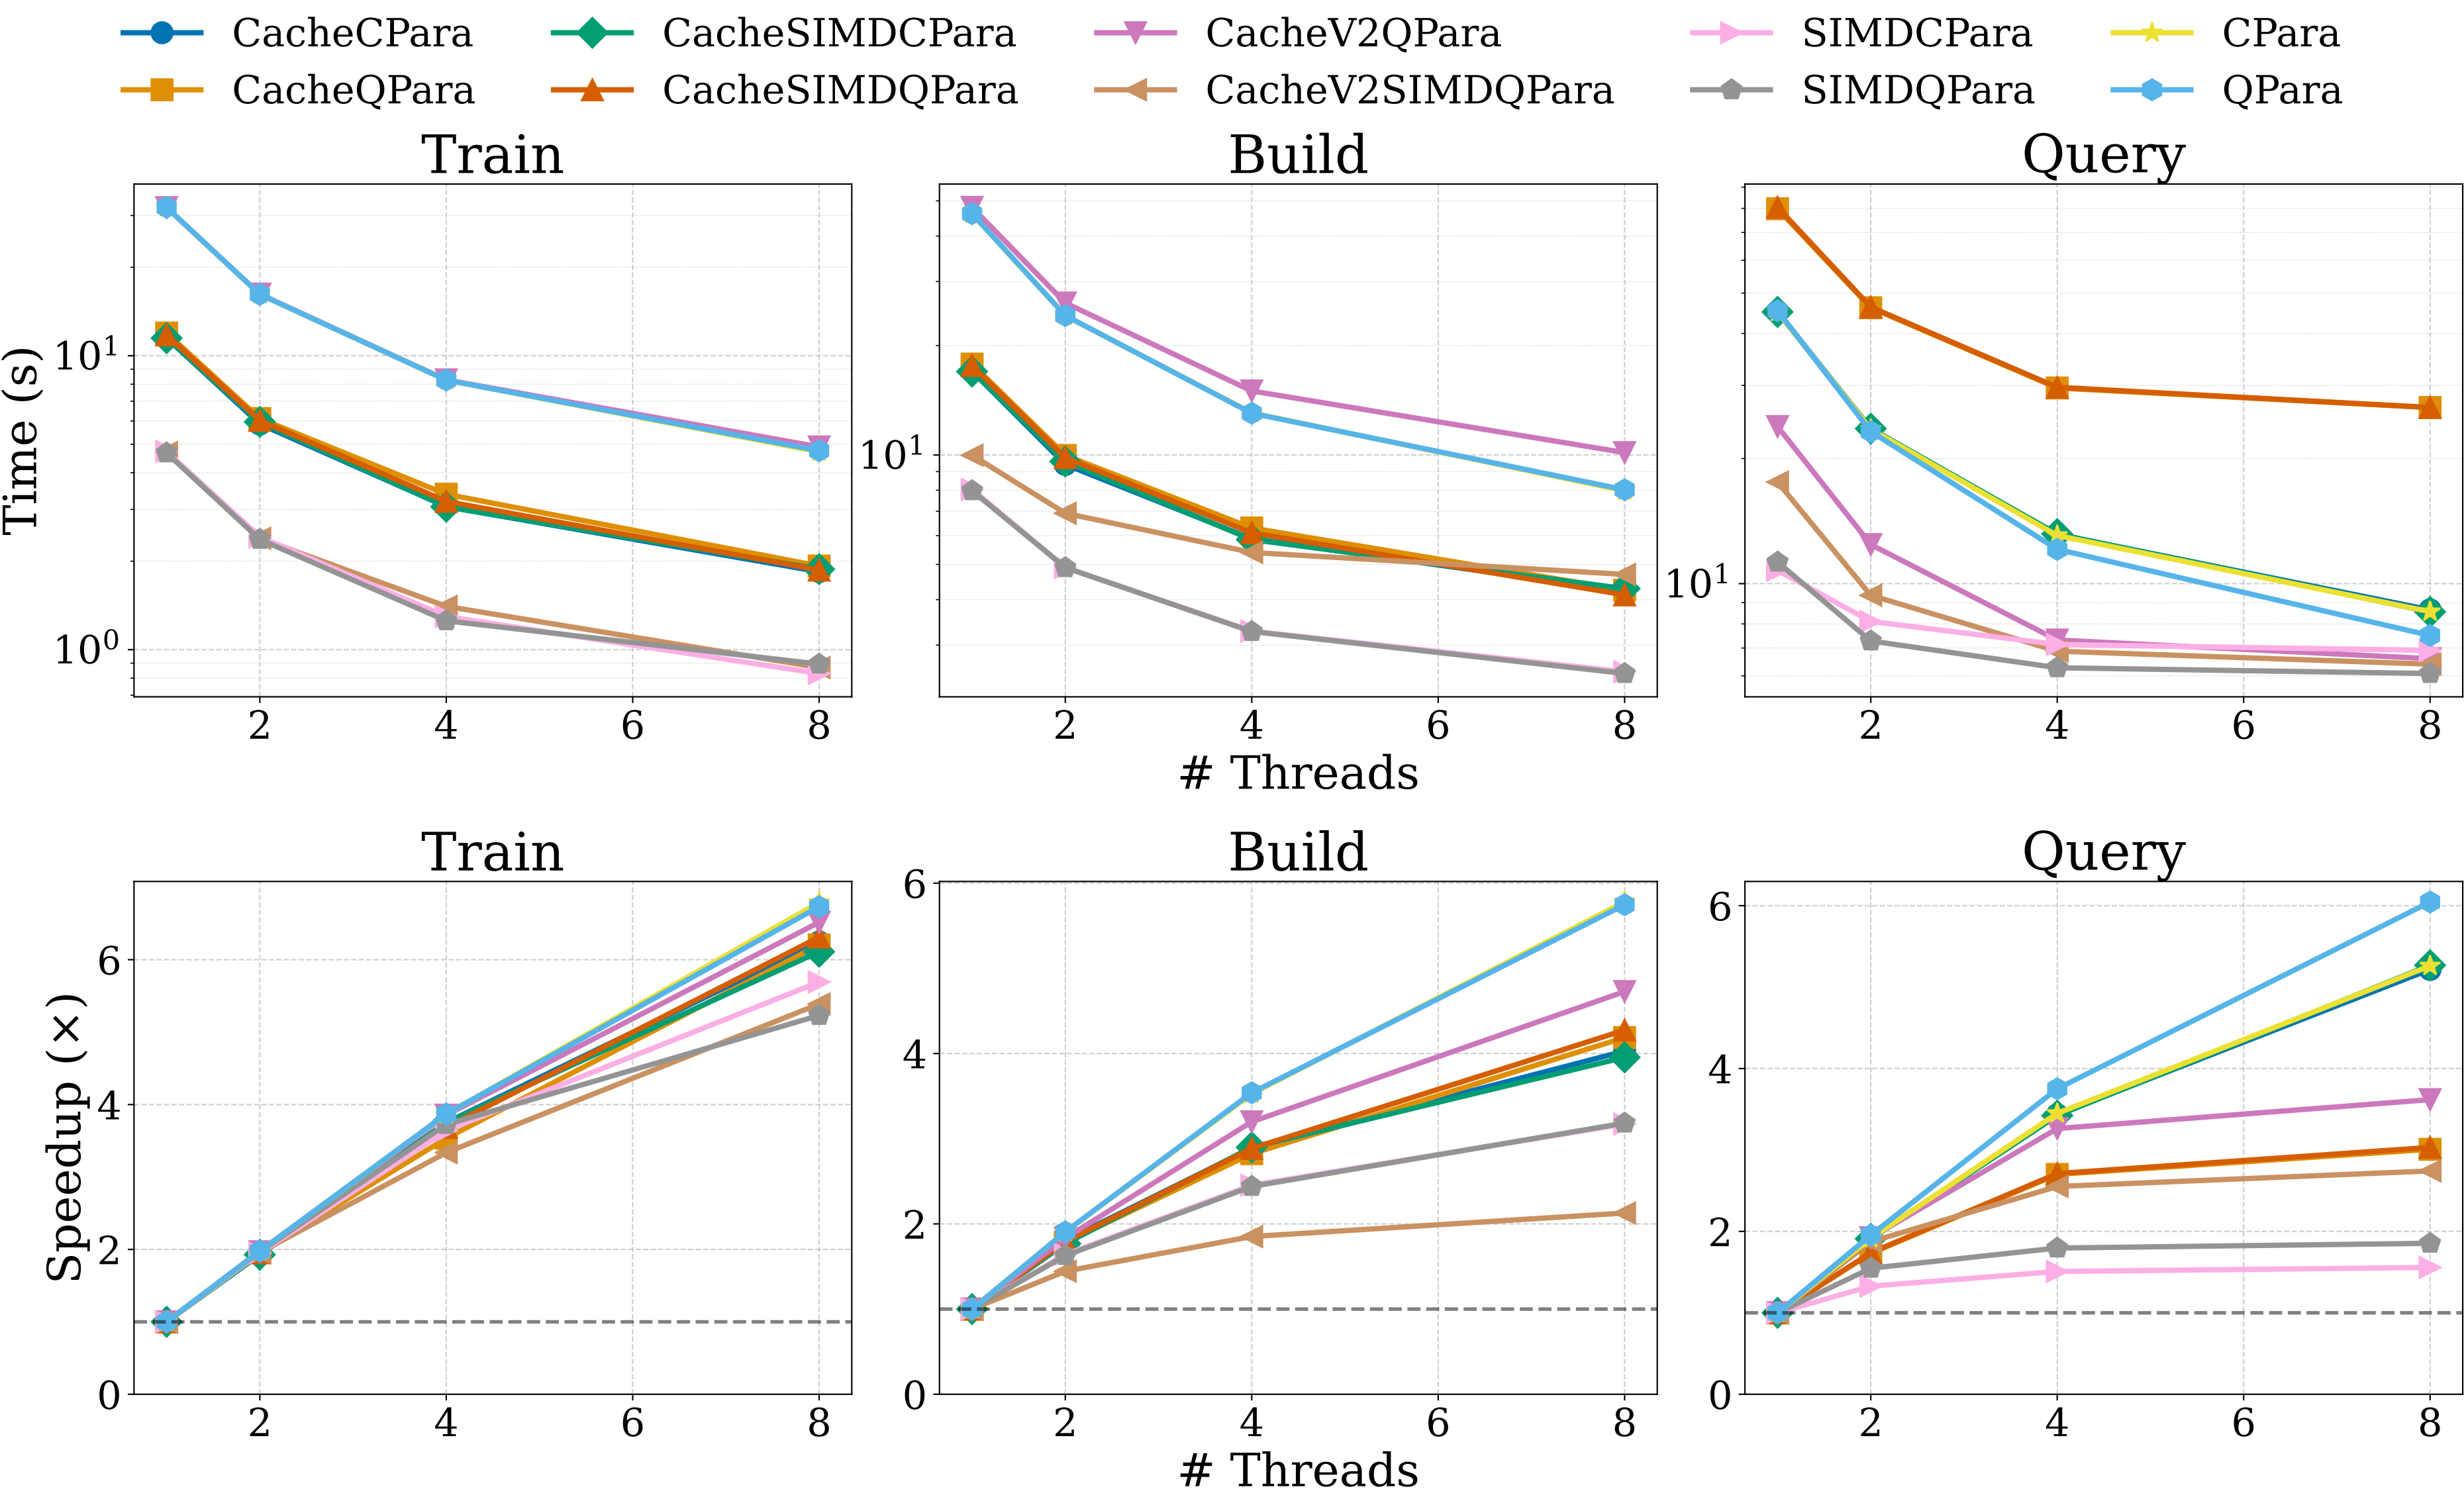 CacheCPara CacheSIMDCPara CacheV2QPara SIMDCPara CPara
CacheQPara CacheSIMDQPara CacheV2SIMDQPara SIMDQPara QPara
Train Build Query
Time (s)
10¹
10⁰
2 4 6 8
10¹
2 4 6 8
10¹
2 4 6 8
# Threads
Train Build Query
Speedup (×)
6
4
2
0
2 4 6 8
6
4
2
0
2 4 6 8
6
4
2
0
2 4 6 8
# Threads